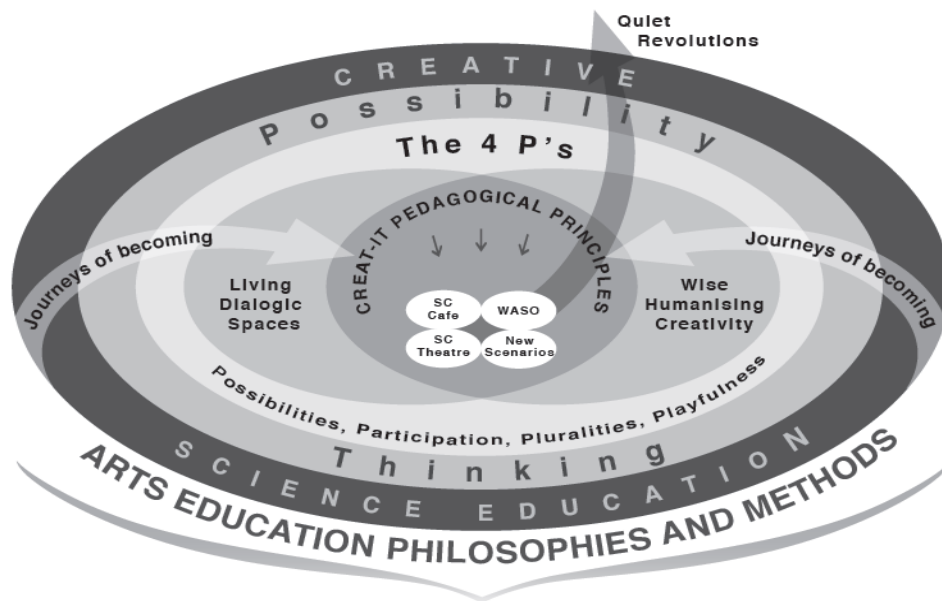 Quiet
Revolutions
CREATIVE
Possibility
The 4 P's
CREAT-IT PEDAGOGICAL PRINCIPLES
Journeys of becoming
Journeys of becoming
Living
Dialogic
Spaces
Wise
Humanising
Creativity
SC
Cafe
WASO
SC
Theatre
New
Scenarios
Possibilities, Participation, Pluralities, Playfulness
Thinking
SCIENCE EDUCATION
ARTS EDUCATION PHILOSOPHIES AND METHODS